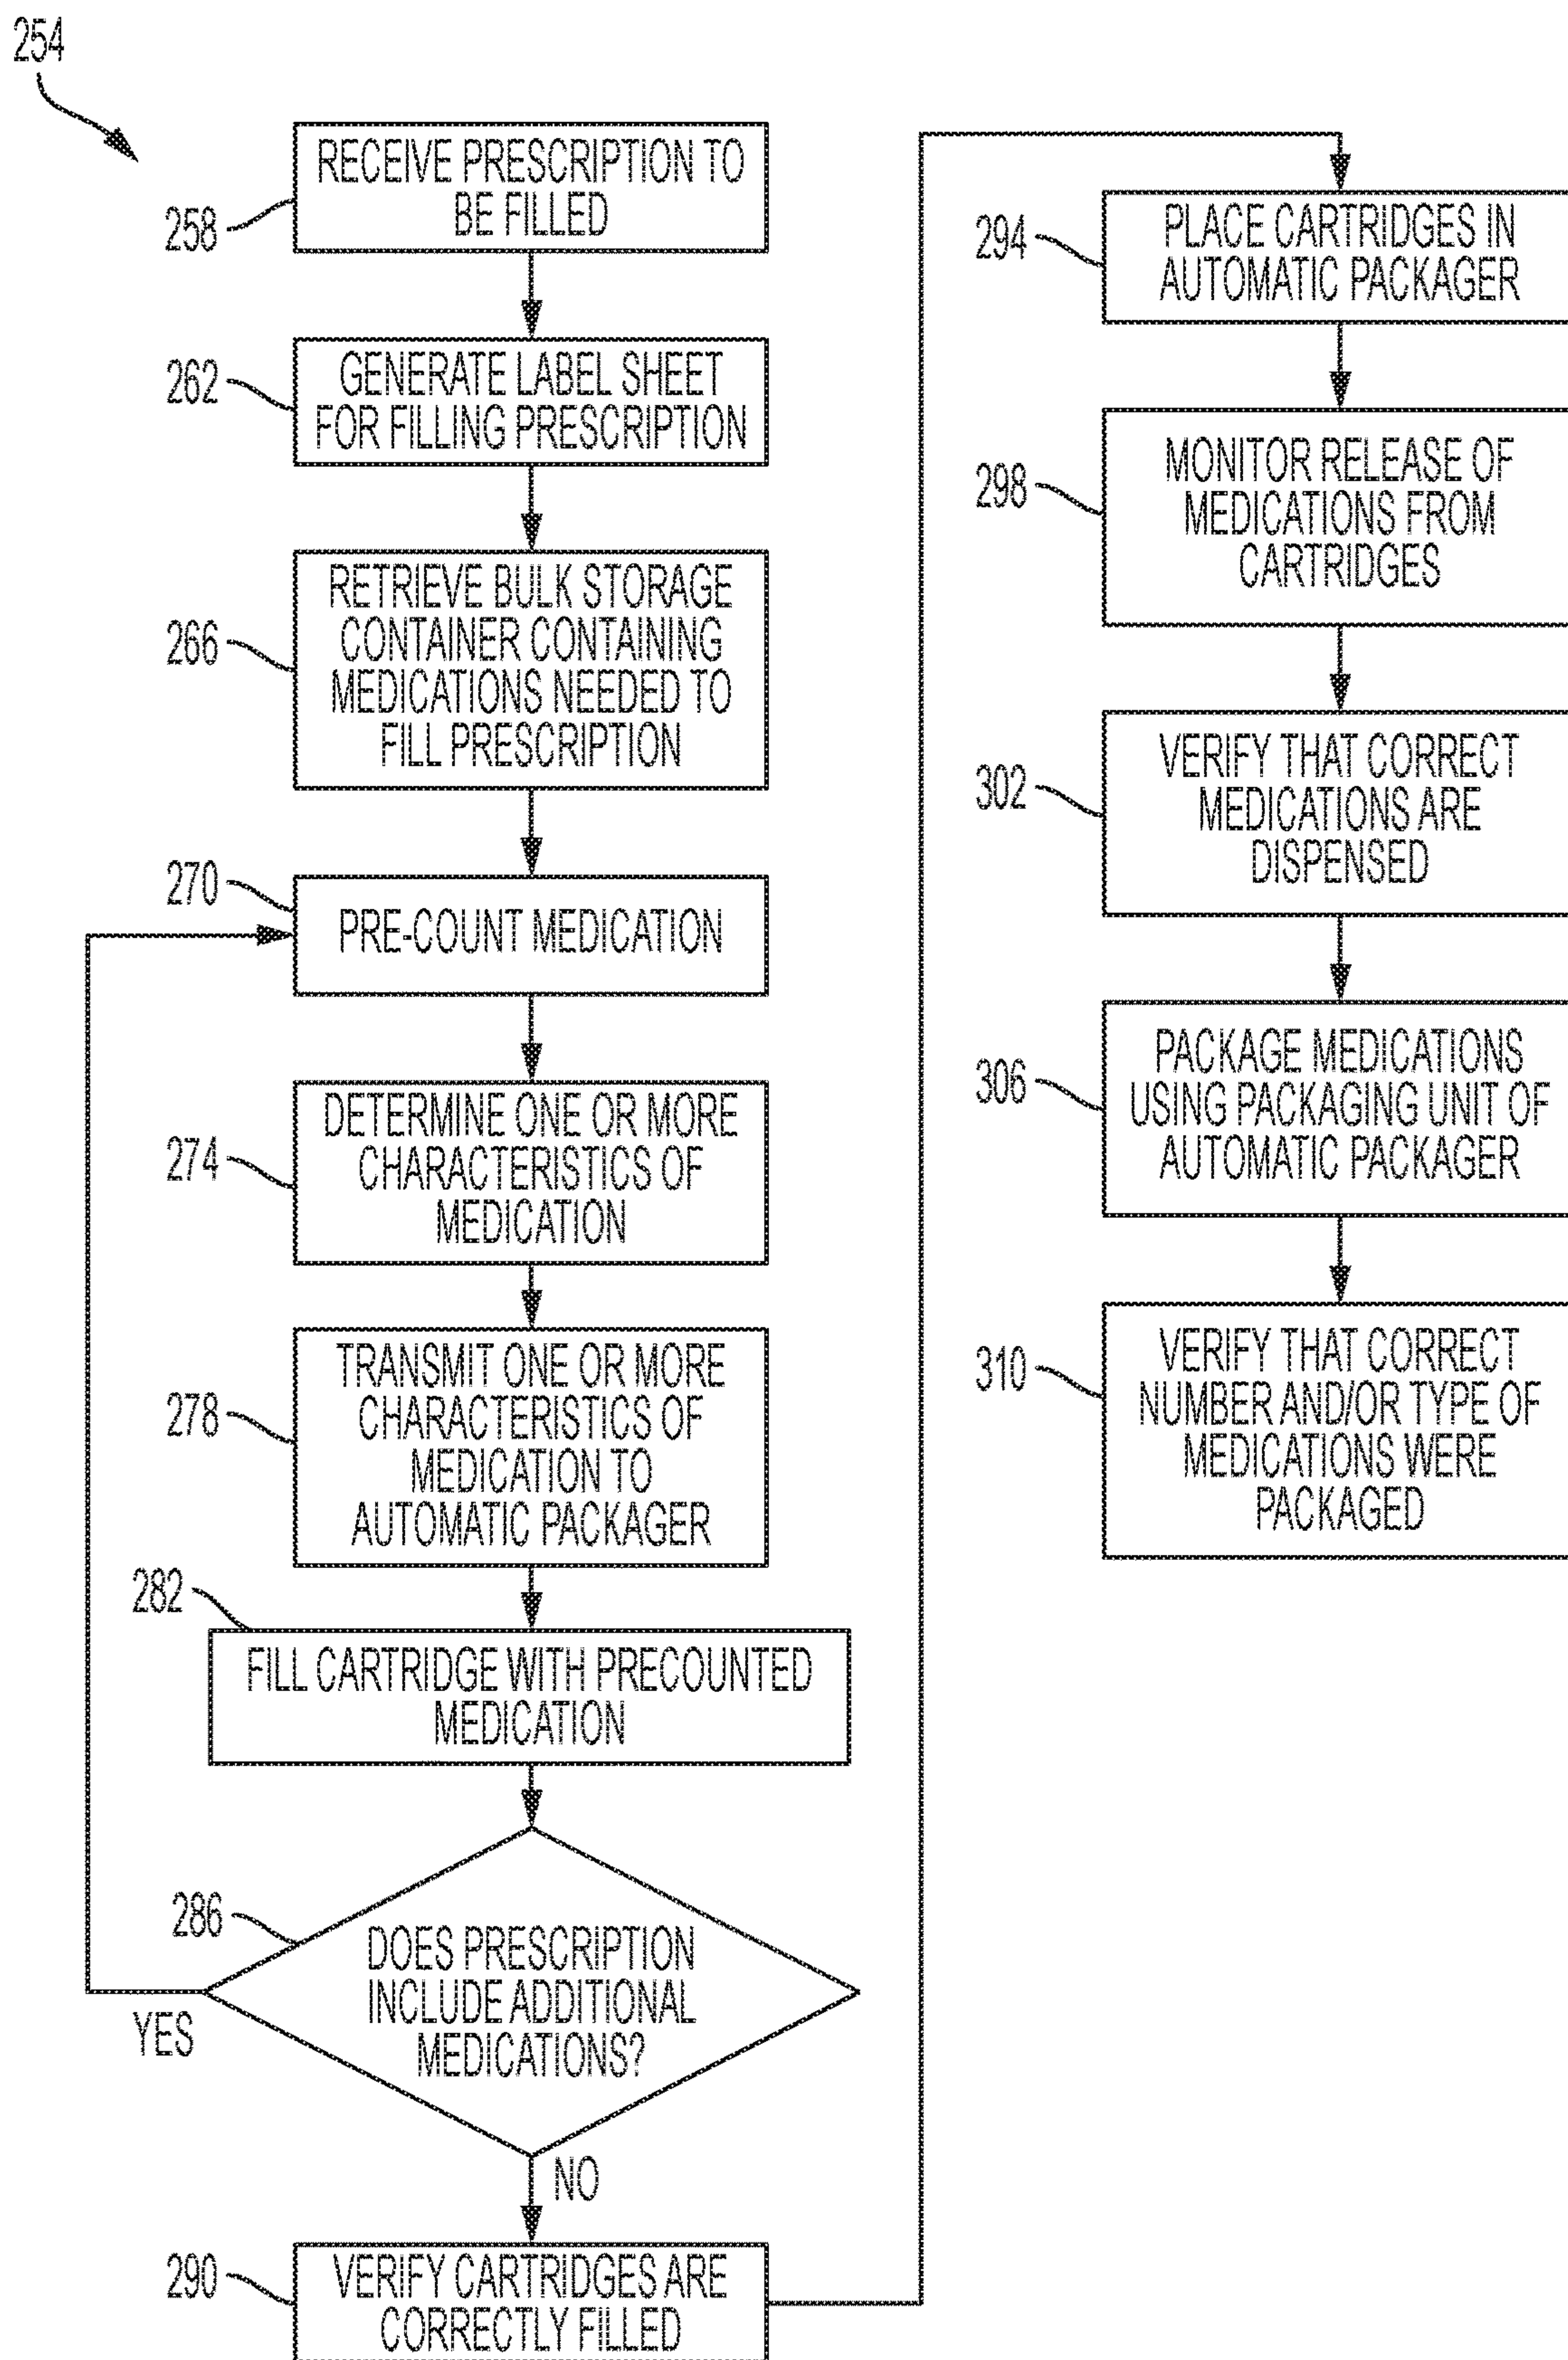 254
258
RECEIVE PRESCRIPTION TO
BE FILLED
262
GENERATE LABEL SHEET
FOR FILLING PRESCRIPTION
266
RETRIEVE BULK STORAGE
CONTAINER CONTAINING
MEDICATIONS NEEDED TO
FILL PRESCRIPTION
270
PRE-COUNT MEDICATION
274
DETERMINE ONE OR MORE
CHARACTERISTICS OF
MEDICATION
278
TRANSMIT ONE OR MORE
CHARACTERISTICS OF
MEDICATION TO
AUTOMATIC PACKAGER
282
FILL CARTRIDGE WITH PRECOUNTED
MEDICATION
286
DOES PRESCRIPTION
INCLUDE ADDITIONAL
MEDICATIONS?
YES
NO
290
VERIFY CARTRIDGES ARE
CORRECTLY FILLED
294
PLACE CARTRIDGES IN
AUTOMATIC PACKAGER
298
MONITOR RELEASE OF
MEDICATIONS FROM
CARTRIDGES
302
VERIFY THAT CORRECT
MEDICATIONS ARE
DISPENSED
306
PACKAGE MEDICATIONS
USING PACKAGING UNIT OF
AUTOMATIC PACKAGER
310
VERIFY THAT CORRECT
NUMBER AND/OR TYPE OF
MEDICATIONS WERE
PACKAGED